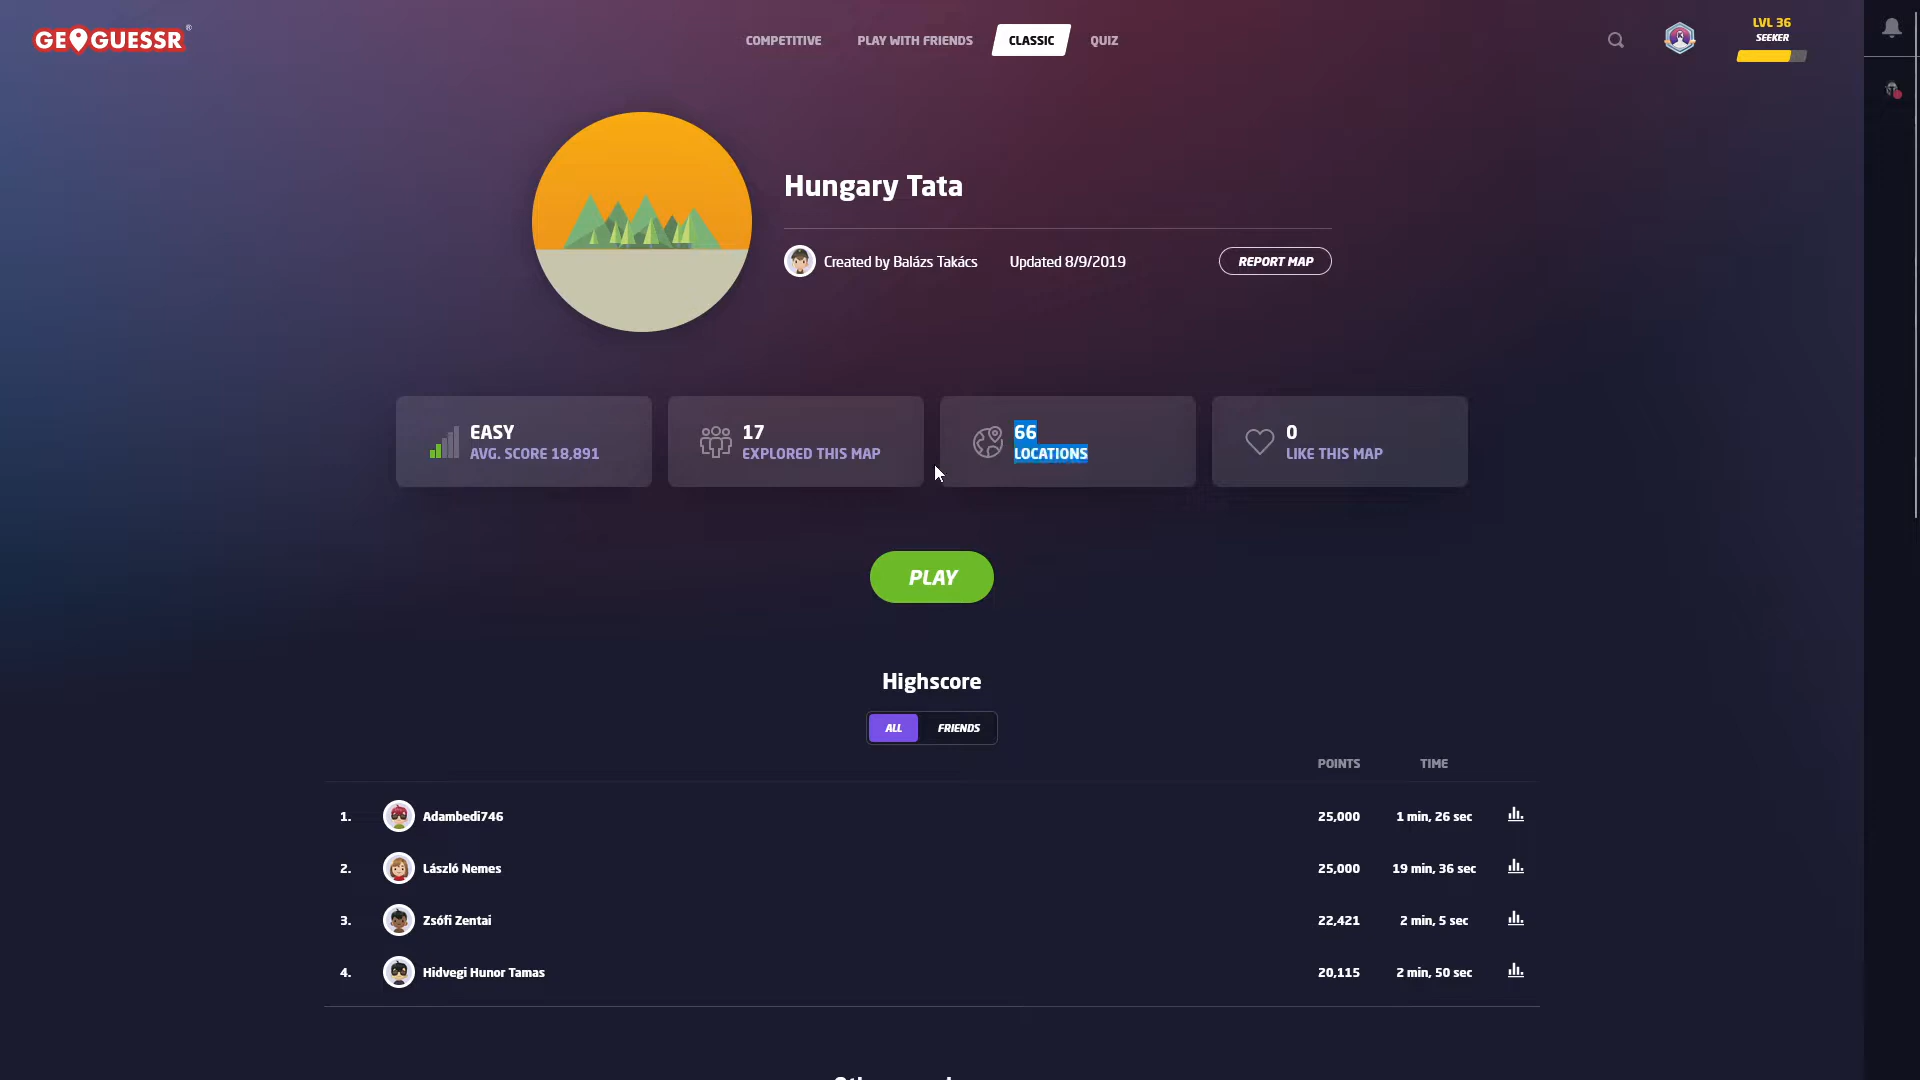 GEOGUESSR®
COMPETITIVE
PLAY WITH FRIENDS
CLASSIC
QUIZ
LVL 36
SEEKER
Hungary Tata
Created by Balázs Takács
Updated 8/9/2019
REPORT MAP
EASY
AVG. SCORE 18,891
17
EXPLORED THIS MAP
66
LOCATIONS
0
LIKE THIS MAP
PLAY
Highscore
ALL
FRIENDS
POINTS TIME
1. Adambedi746 25,000 1 min, 26 sec
2. László Nemes 25,000 19 min, 36 sec
3. Zsófi Zentai 22,421 2 min, 5 sec
4. Hidvegi Hunor Tamas 20,115 2 min, 50 sec